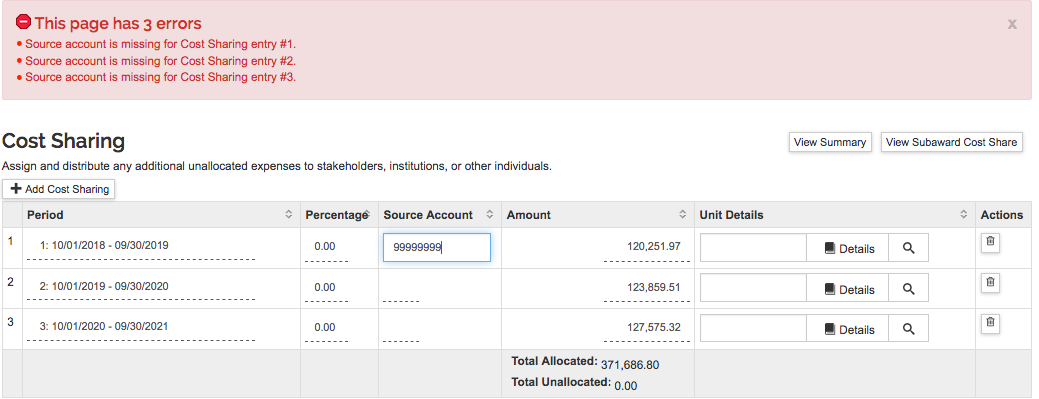 This page has 3 errors
x
• Source account is missing for Cost Sharing entry #1.
• Source account is missing for Cost Sharing entry #2.
• Source account is missing for Cost Sharing entry #3.
Cost Sharing
View Summary
View Subaward Cost Share
Assign and distribute any additional unallocated expenses to stakeholders, institutions, or other individuals.
+ Add Cost Sharing
Period Percentage Source Account Amount Unit Details Actions
1 1: 10/01/2018 - 09/30/2019 0.00 99999999 120,251.97 Details
2 2: 10/01/2019 - 09/30/2020 0.00 123,859.51 Details
3 3: 10/01/2020 - 09/30/2021 0.00 127,575.32 Details
Total Allocated: 371,686.80
Total Unallocated: 0.00